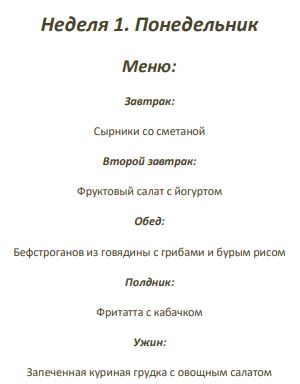 Неделя 1. Понедельник
Меню:
Завтрак:
Сырники со сметаной
Второй завтрак:
Фруктовый салат с йогуртом
Обед:
Бефстроганов из говядины с грибами и бурым рисом
Полдник:
Фритатта с кабачком
Ужин:
Запеченная куриная грудка с овощным салатом